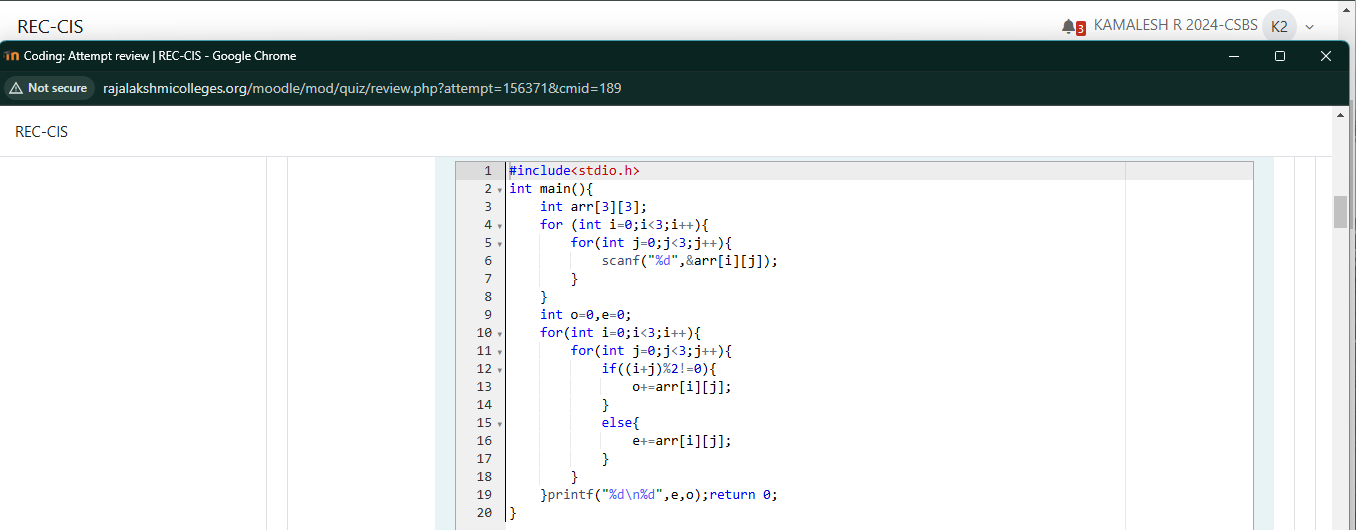 REC-CIS
3 KAMALESH R 2024-CSBS K2
Coding: Attempt review | REC-CIS - Google Chrome
Not secure rajalakshmicolleges.org/moodle/mod/quiz/review.php?attempt=156371&cmid=189
REC-CIS
1 #include<stdio.h>
2 int main(){
3     int arr[3][3];
4     for (int i=0;i<3;i++){
5         for(int j=0;j<3;j++){
6             scanf("%d",&arr[i][j]);
7         }
8     }
9     int o=0,e=0;
10     for(int i=0;i<3;i++){
11         for(int j=0;j<3;j++){
12             if((i+j)%2!=0){
13                 o+=arr[i][j];
14             }
15             else{
16                 e+=arr[i][j];
17             }
18         }
19     }printf("%d\n%d",e,o);return 0;
20 }